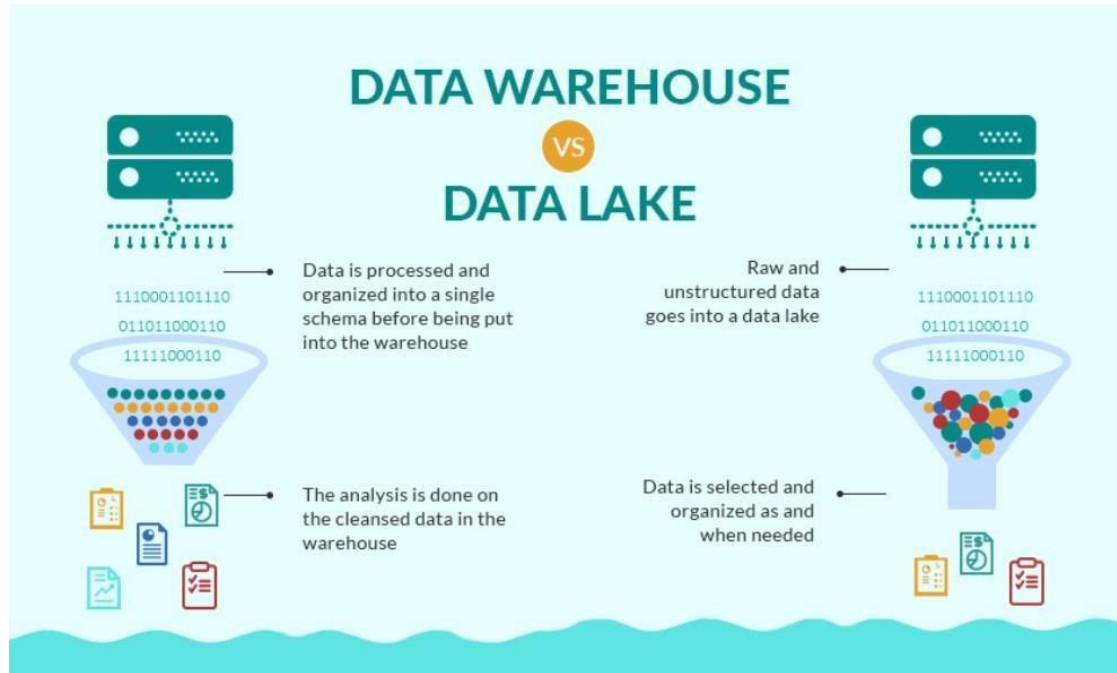 DATA WAREHOUSE
VS
DATA LAKE
Data is processed and
organized into a single
schema before being put
into the warehouse
1110001101110
011011000110
11111000110
The analysis is done on
the cleansed data in the
warehouse
Raw and
unstructured data
goes into a data lake
1110001101110
011011000110
11111000110
Data is selected and
organized as and
when needed